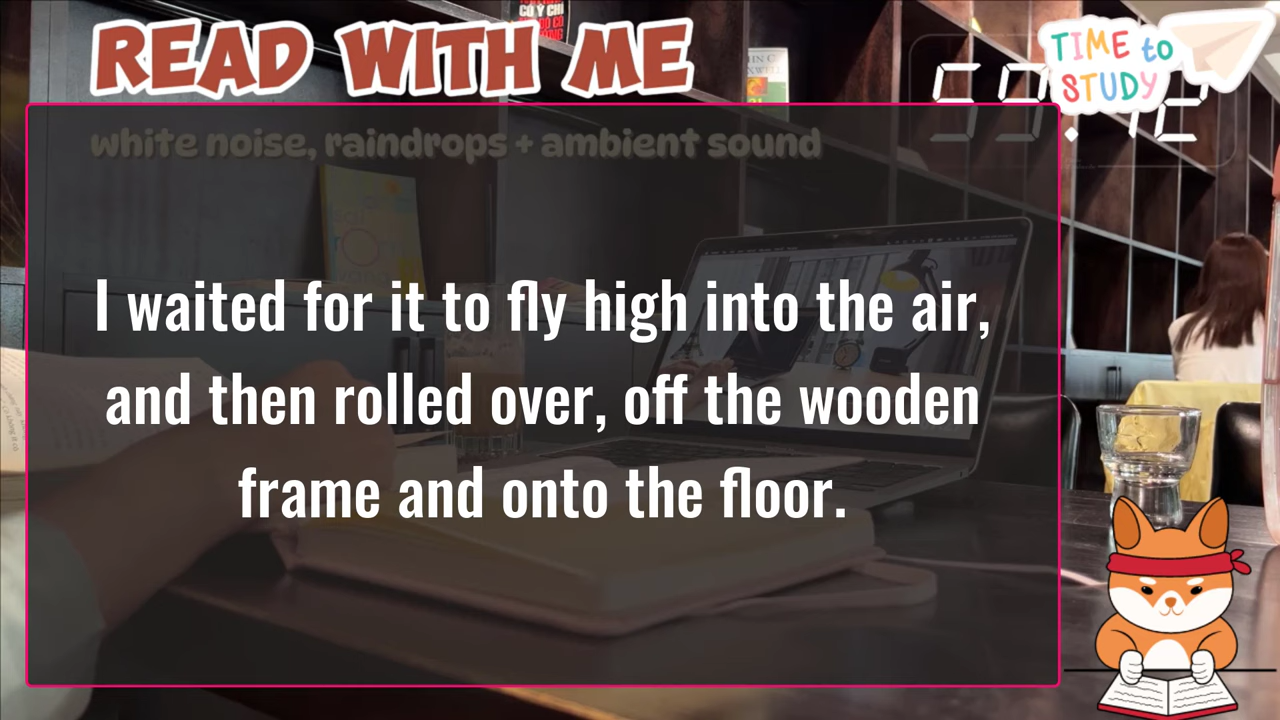 READ WITH ME
TIME to
STUDY
white noise, raindrops + ambient sound
I waited for it to fly high into the air,
and then rolled over, off the wooden
frame and onto the floor.